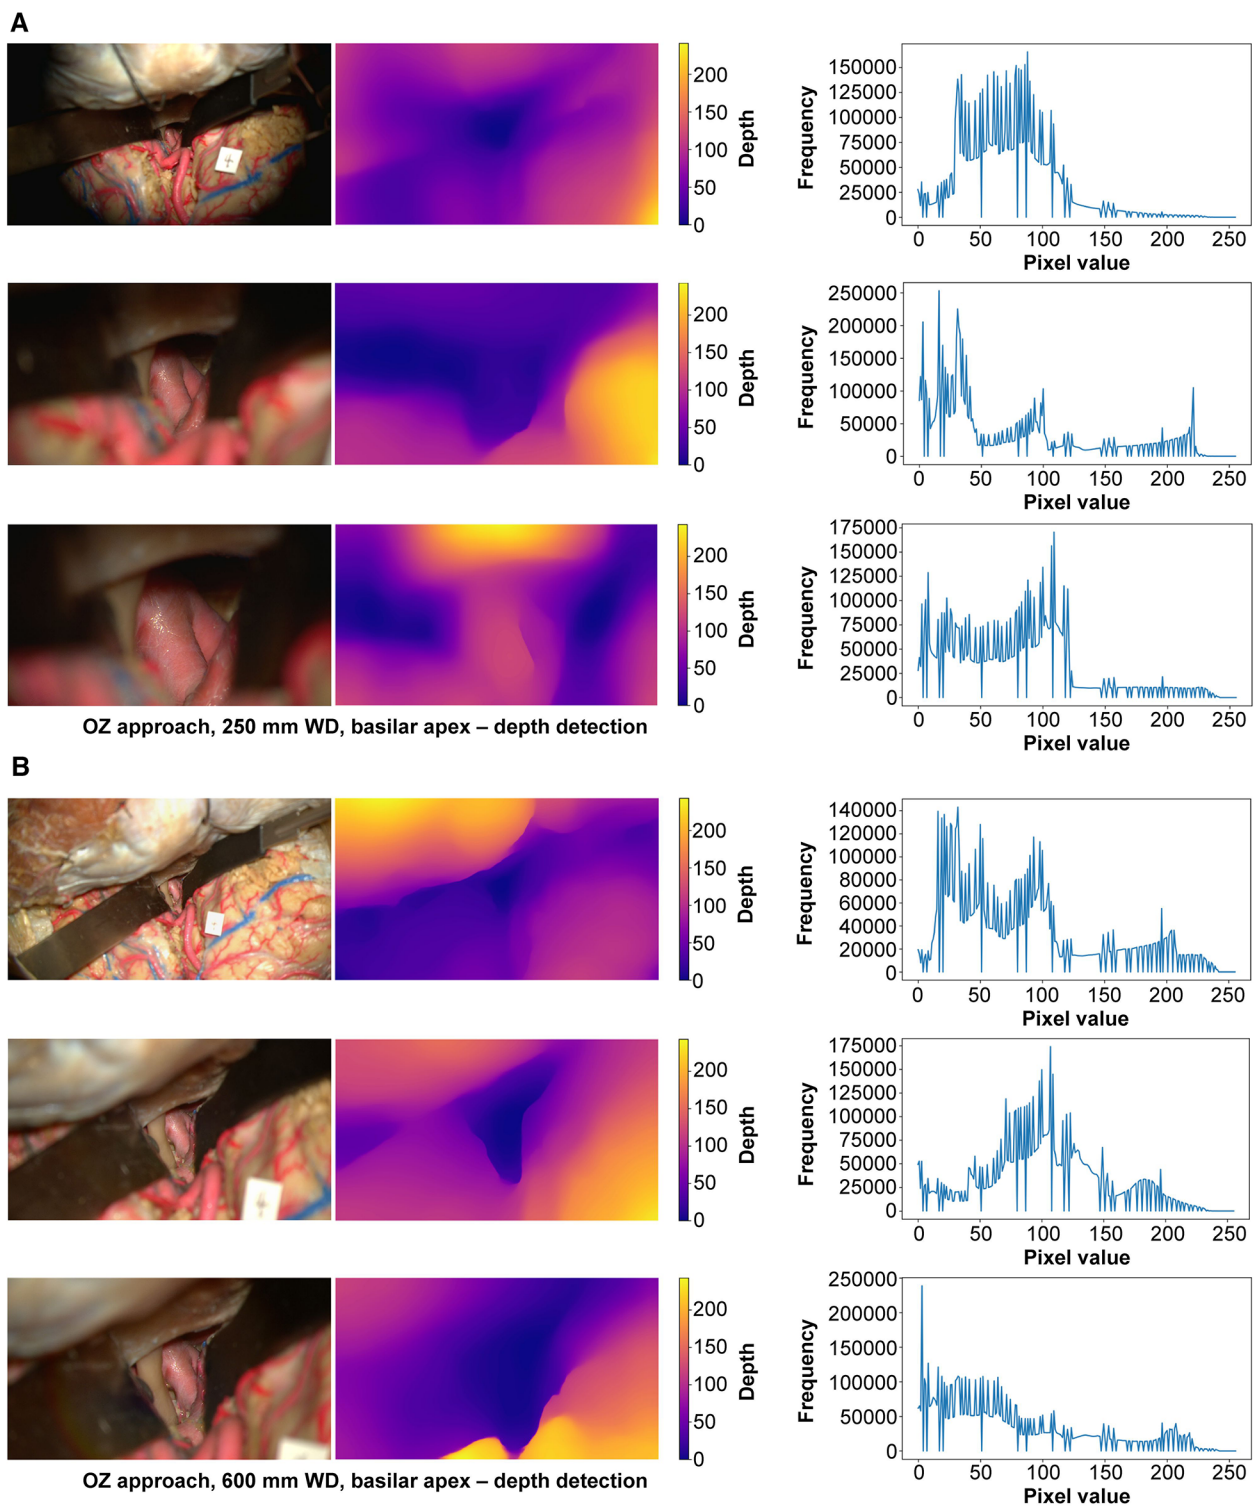 A
200
150
100
50
0
Depth
150000
125000
100000
75000
50000
25000
0
Frequency
0 50 100 150 200 250
Pixel value
200
150
100
50
0
Depth
250000
200000
150000
100000
50000
0
Frequency
0 50 100 150 200 250
Pixel value
200
150
100
50
0
Depth
175000
150000
125000
100000
75000
50000
25000
0
Frequency
0 50 100 150 200 250
Pixel value
OZ approach, 250 mm WD, basilar apex – depth detection
B
200
150
100
50
0
Depth
140000
120000
100000
80000
60000
40000
20000
0
Frequency
0 50 100 150 200 250
Pixel value
200
150
100
50
0
Depth
175000
150000
125000
100000
75000
50000
25000
0
Frequency
0 50 100 150 200 250
Pixel value
200
150
100
50
0
Depth
250000
200000
150000
100000
50000
0
Frequency
0 50 100 150 200 250
Pixel value
OZ approach, 600 mm WD, basilar apex – depth detection